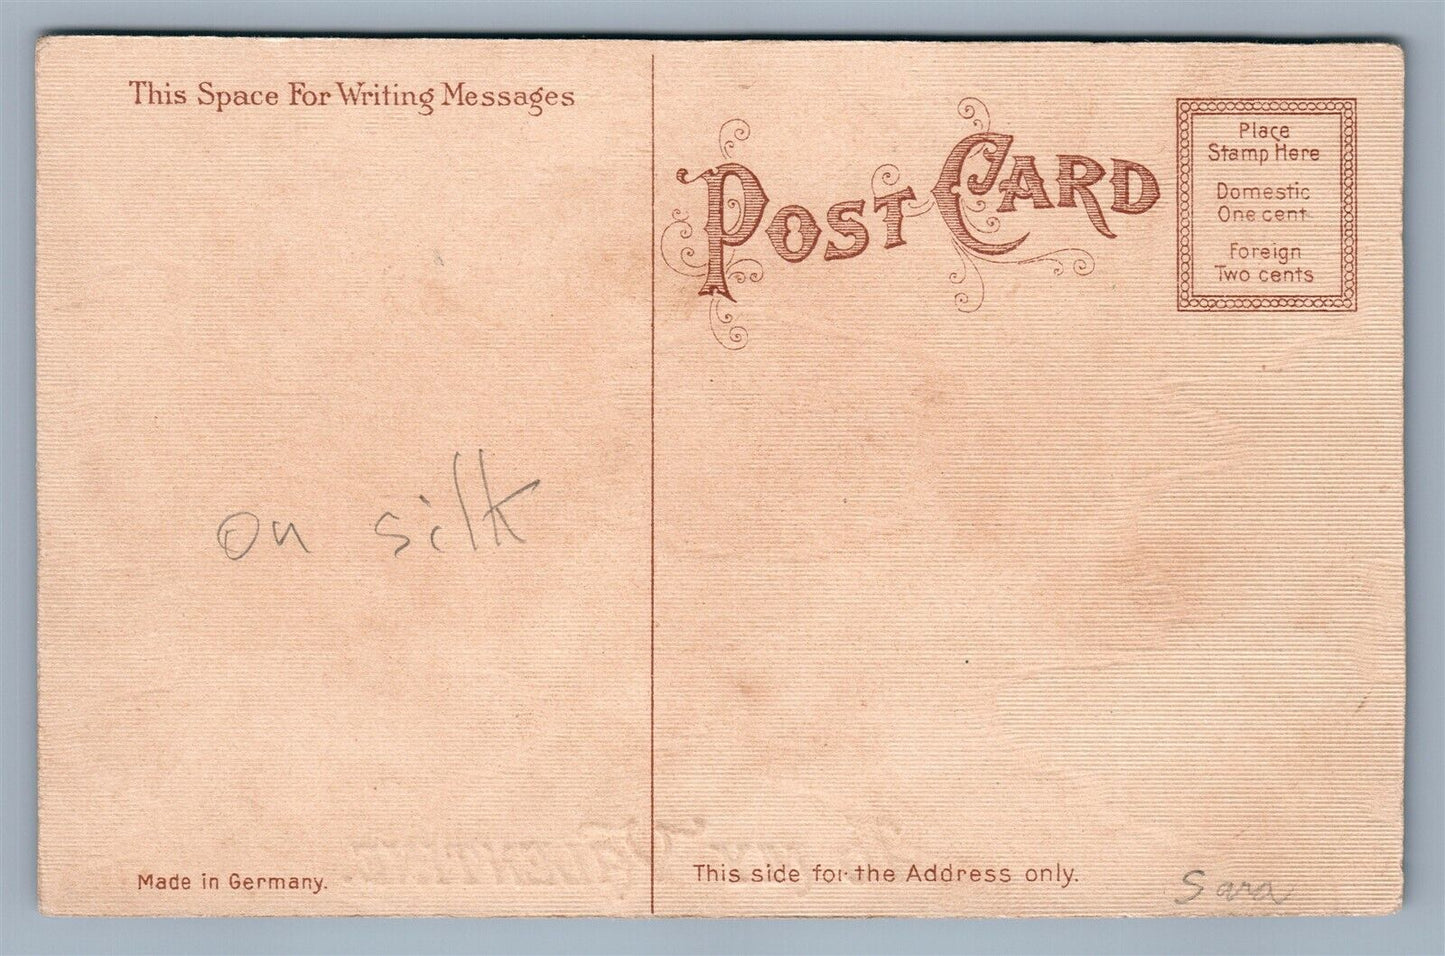 This Space For Writing Messages
POST CARD
Place
Stamp Here
Domestic
One cent
Foreign
Two cents
on silk
Made in Germany.
This side for the Address only.
Sara